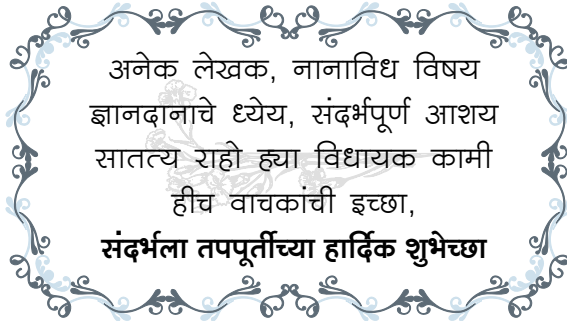 अनेक लेखक, नानाविध विषय
ज्ञानदानाचे ध्येय, संदर्भपूर्ण आशय
सातत्य राहो ह्या विधायक कामी
हीच वाचकांची इच्छा,
संदर्भला तपपूर्तीच्या हार्दिक शुभेच्छा